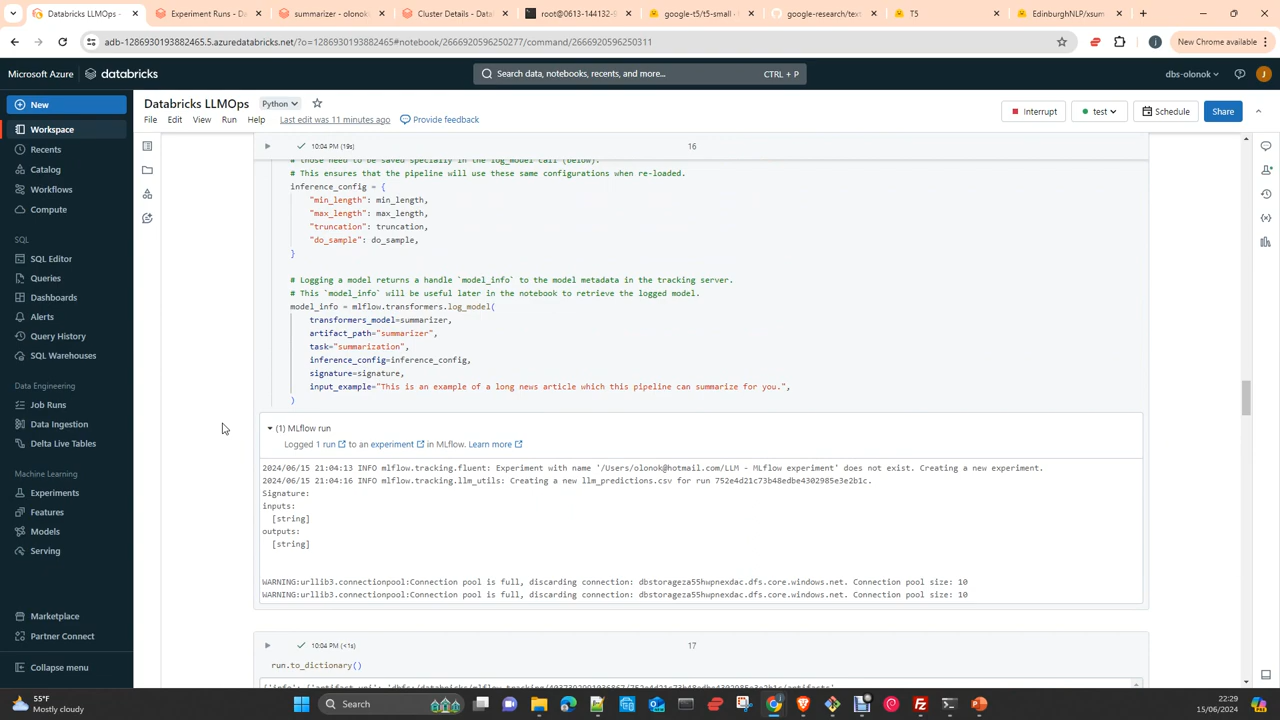 Databricks LLMOps
Experiment Runs - Da
summarizer - olonok
Cluster Details - Data
root@0613-144132-9
google-t5/t5-small
google-research/text
T5
EdinburghNLP/xsum
adb-1286930193882465.5.azuredatabricks.net/?o=1286930193882465#notebook/2666920596250277/command/2666920596250311
New Chrome available
Microsoft Azure
databricks
Search data, notebooks, recents, and more...
CTRL + P
dbs-olonok
J
New
Workspace
Recents
Catalog
Workflows
Compute
SQL
SQL Editor
Queries
Dashboards
Alerts
Query History
SQL Warehouses
Data Engineering
Job Runs
Data Ingestion
Delta Live Tables
Machine Learning
Experiments
Features
Models
Serving
Marketplace
Partner Connect
Collapse menu
Databricks LLMOps
Python
File Edit View Run Help Last edit was 11 minutes ago Provide feedback
Interrupt
test
Schedule
Share
10:04 PM (19s)
16
# Those need to be saved specially in the log_model call (below).
# This ensures that the pipeline will use these same configurations when re-loaded.
inference_config = {
"min_length": min_length,
"max_length": max_length,
"truncation": truncation,
"do_sample": do_sample,
}
# Logging a model returns a handle `model_info` to the model metadata in the tracking server.
# This `model_info` will be useful later in the notebook to retrieve the logged model.
model_info = mlflow.transformers.log_model(
transformers_model=summarizer,
artifact_path="summarizer",
task="summarization",
inference_config=inference_config,
signature=signature,
input_example="This is an example of a long news article which this pipeline can summarize for you.",
)
(1) MLflow run
Logged 1 run to an experiment in MLflow. Learn more
2024/06/15 21:04:13 INFO mlflow.tracking.fluent: Experiment with name '/Users/olonok@hotmail.com/LLM - MLflow experiment' does not exist. Creating a new experiment.
2024/06/15 21:04:16 INFO mlflow.tracking.llm_utils: Creating a new llm_predictions.csv for run 752e4d21c73b48edbe4302985e3e2b1c.
Signature:
inputs:
[string]
outputs:
[string]
WARNING:urllib3.connectionpool:Connection pool is full, discarding connection: dbstorageza55hwpnexdac.dfs.core.windows.net. Connection pool size: 10
WARNING:urllib3.connectionpool:Connection pool is full, discarding connection: dbstorageza55hwpnexdac.dfs.core.windows.net. Connection pool size: 10
10:04 PM (<1s)
17
run.to_dictionary()
55°F
Mostly cloudy
Search
22:29
15/06/2024